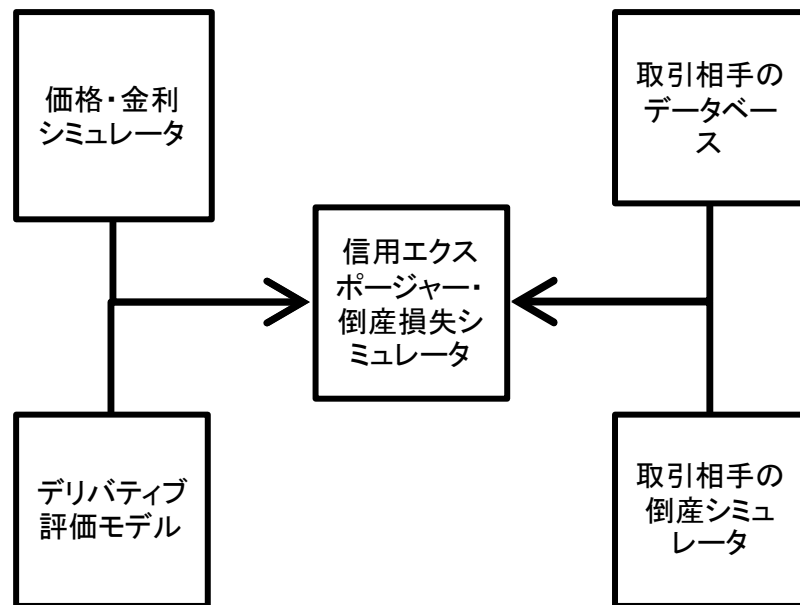 価格・金利
シミュレータ
取引相手の
データベー
ス
信用エクス
ポージャー・
倒産損失シ
ミュレータ
デリバティブ
評価モデル
取引相手の
倒産シミュ
レータ